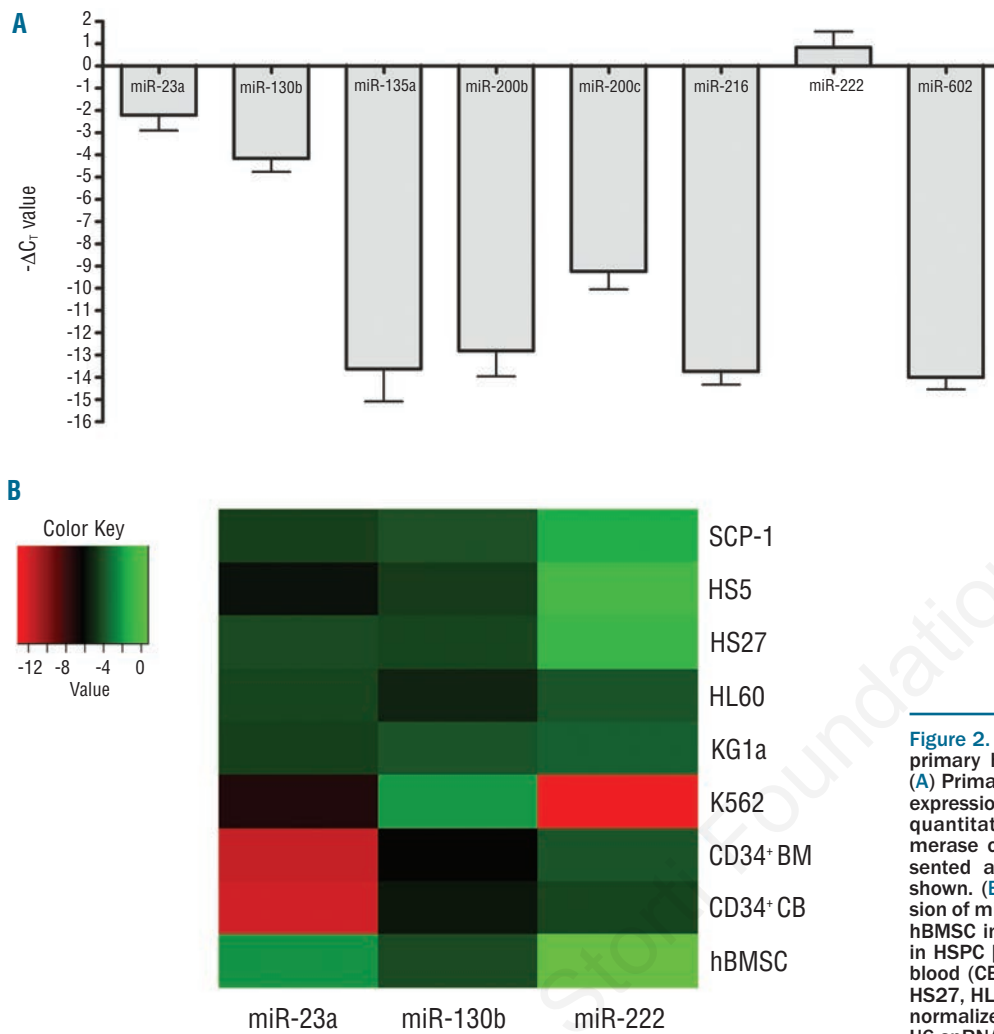 A
2
1
0
-1
-2
-3
-4
-5
-6
-7
-8
-9
-10
-11
-12
-13
-14
-15
-16
-ΔCT value
miR-23a
miR-130b
miR-135a
miR-200b
miR-200c
miR-216
miR-222
miR-602
B
Color Key
-12 -8 -4 0
Value
SCP-1
HS5
HS27
HL60
KG1a
K562
CD34+ BM
CD34+ CB
hBMSC
miR-23a miR-130b miR-222
Storti Foundation
Figure 2.
primary
(A) Prima
expressio
quantitat
merase c
sented a
shown. (
sion of m
hBMSC in
in HSPC
blood (CB
HS27, HL
normalize